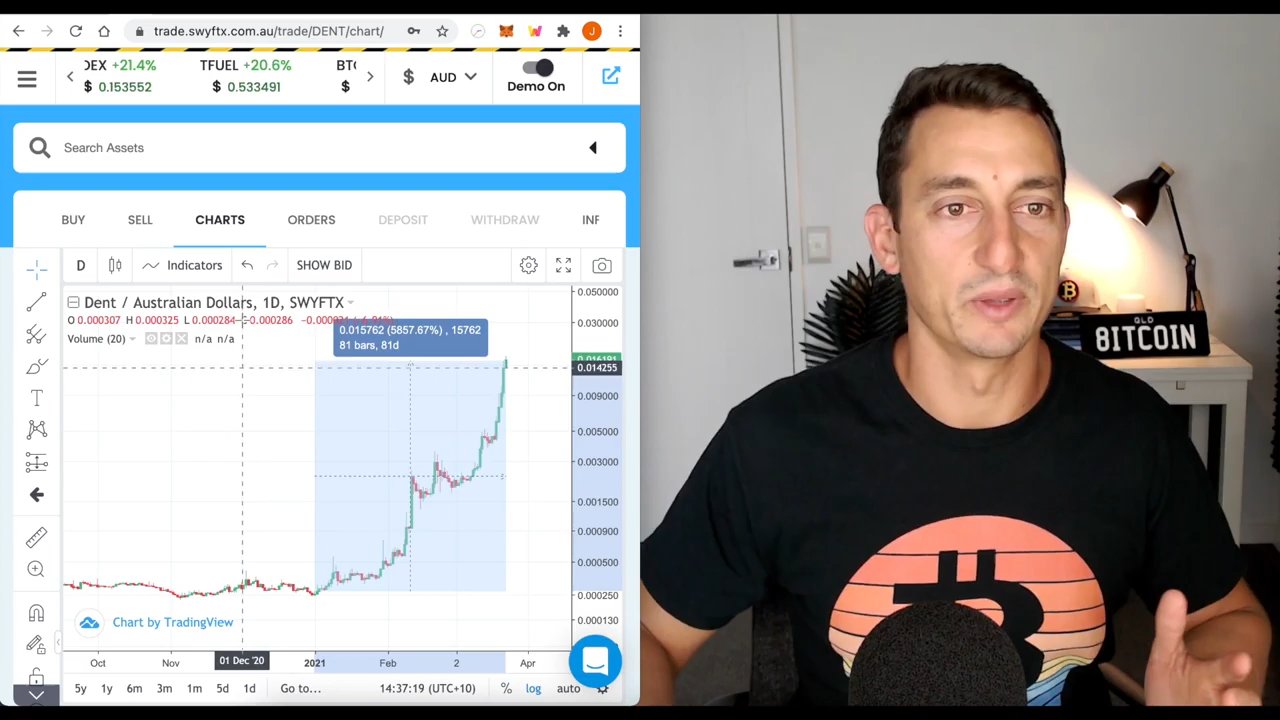 trade.swyftx.com.au/trade/DENT/chart/
J
DEX +21.4%
$ 0.153552
TFUEL +20.6%
$ 0.533491
BTC
$
$ AUD
Demo On
Search Assets
BUY SELL CHARTS ORDERS DEPOSIT WITHDRAW INF
D Indicators SHOW BID
Dent / Australian Dollars, 1D, SWYFTX
O 0.000307 H 0.000325 L 0.000284 0.000286
Volume (20) n/a n/a
0.015762 (5857.67%) , 15762
81 bars, 81d
0.050000
0.030000
0.016191
0.014255
0.009000
0.005000
0.003000
0.001500
0.000900
0.000500
0.000250
0.000130
T
Chart by TradingView
Oct Nov 01 Dec '20 2021 Feb 2 Apr
5y 1y 6m 3m 1m 5d 1d Go to... 14:37:19 (UTC+10) % log auto
QLD
8ITCOIN